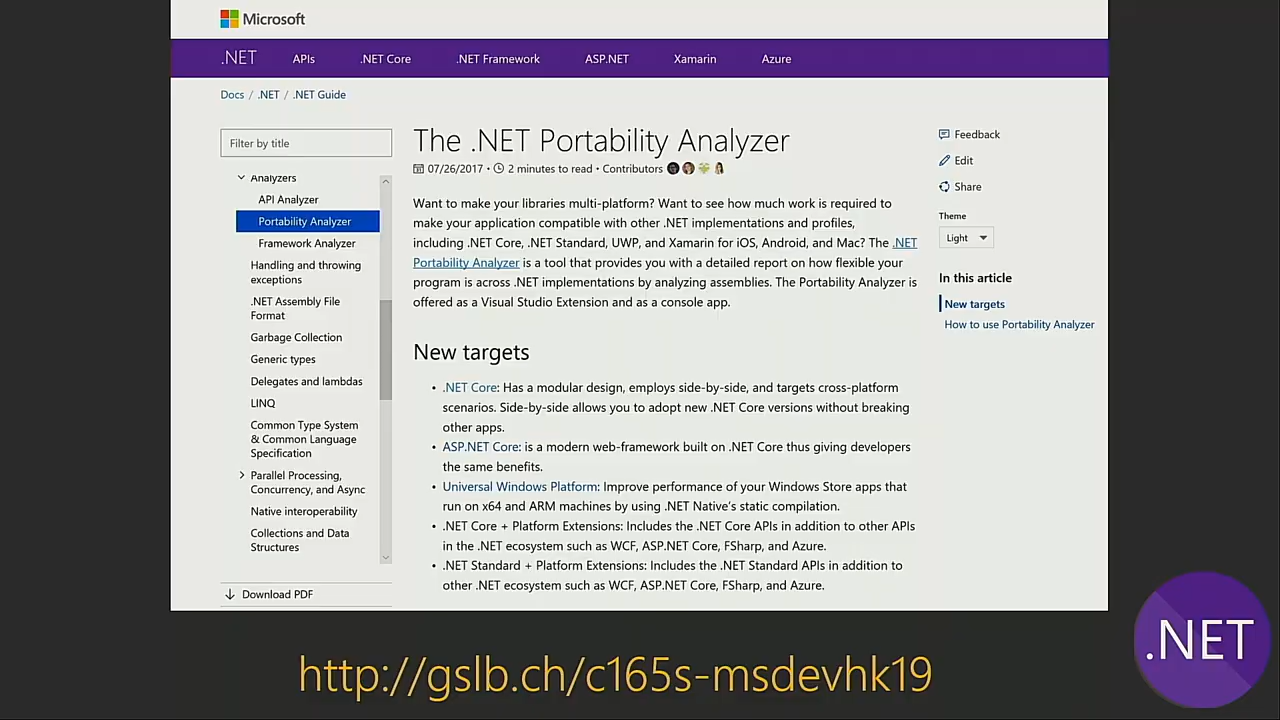 Microsoft
.NET APIs .NET Core .NET Framework ASP.NET Xamarin Azure
Docs / .NET / .NET Guide
Filter by title
Analyzers
API Analyzer
Portability Analyzer
Framework Analyzer
Handling and throwing
exceptions
.NET Assembly File
Format
Garbage Collection
Generic types
Delegates and lambdas
LINQ
Common Type System
& Common Language
Specification
Parallel Processing,
Concurrency, and Async
Native interoperability
Collections and Data
Structures
Download PDF
The .NET Portability Analyzer
07/26/2017 • 2 minutes to read • Contributors
Want to make your libraries multi-platform? Want to see how much work is required to
make your application compatible with other .NET implementations and profiles,
including .NET Core, .NET Standard, UWP, and Xamarin for iOS, Android, and Mac? The .NET
Portability Analyzer is a tool that provides you with a detailed report on how flexible your
program is across .NET implementations by analyzing assemblies. The Portability Analyzer is
offered as a Visual Studio Extension and as a console app.
New targets
• .NET Core: Has a modular design, employs side-by-side, and targets cross-platform
scenarios. Side-by-side allows you to adopt new .NET Core versions without breaking
other apps.
• ASP.NET Core: is a modern web-framework built on .NET Core thus giving developers
the same benefits.
• Universal Windows Platform: Improve performance of your Windows Store apps that
run on x64 and ARM machines by using .NET Native's static compilation.
• .NET Core + Platform Extensions: Includes the .NET Core APIs in addition to other APIs
in the .NET ecosystem such as WCF, ASP.NET Core, FSharp, and Azure.
• .NET Standard + Platform Extensions: Includes the .NET Standard APIs in addition to
other .NET ecosystem such as WCF, ASP.NET Core, FSharp, and Azure.
Feedback
Edit
Share
Theme
Light
In this article
New targets
How to use Portability Analyzer
http://gslb.ch/c165s-msdevhk19
.NET